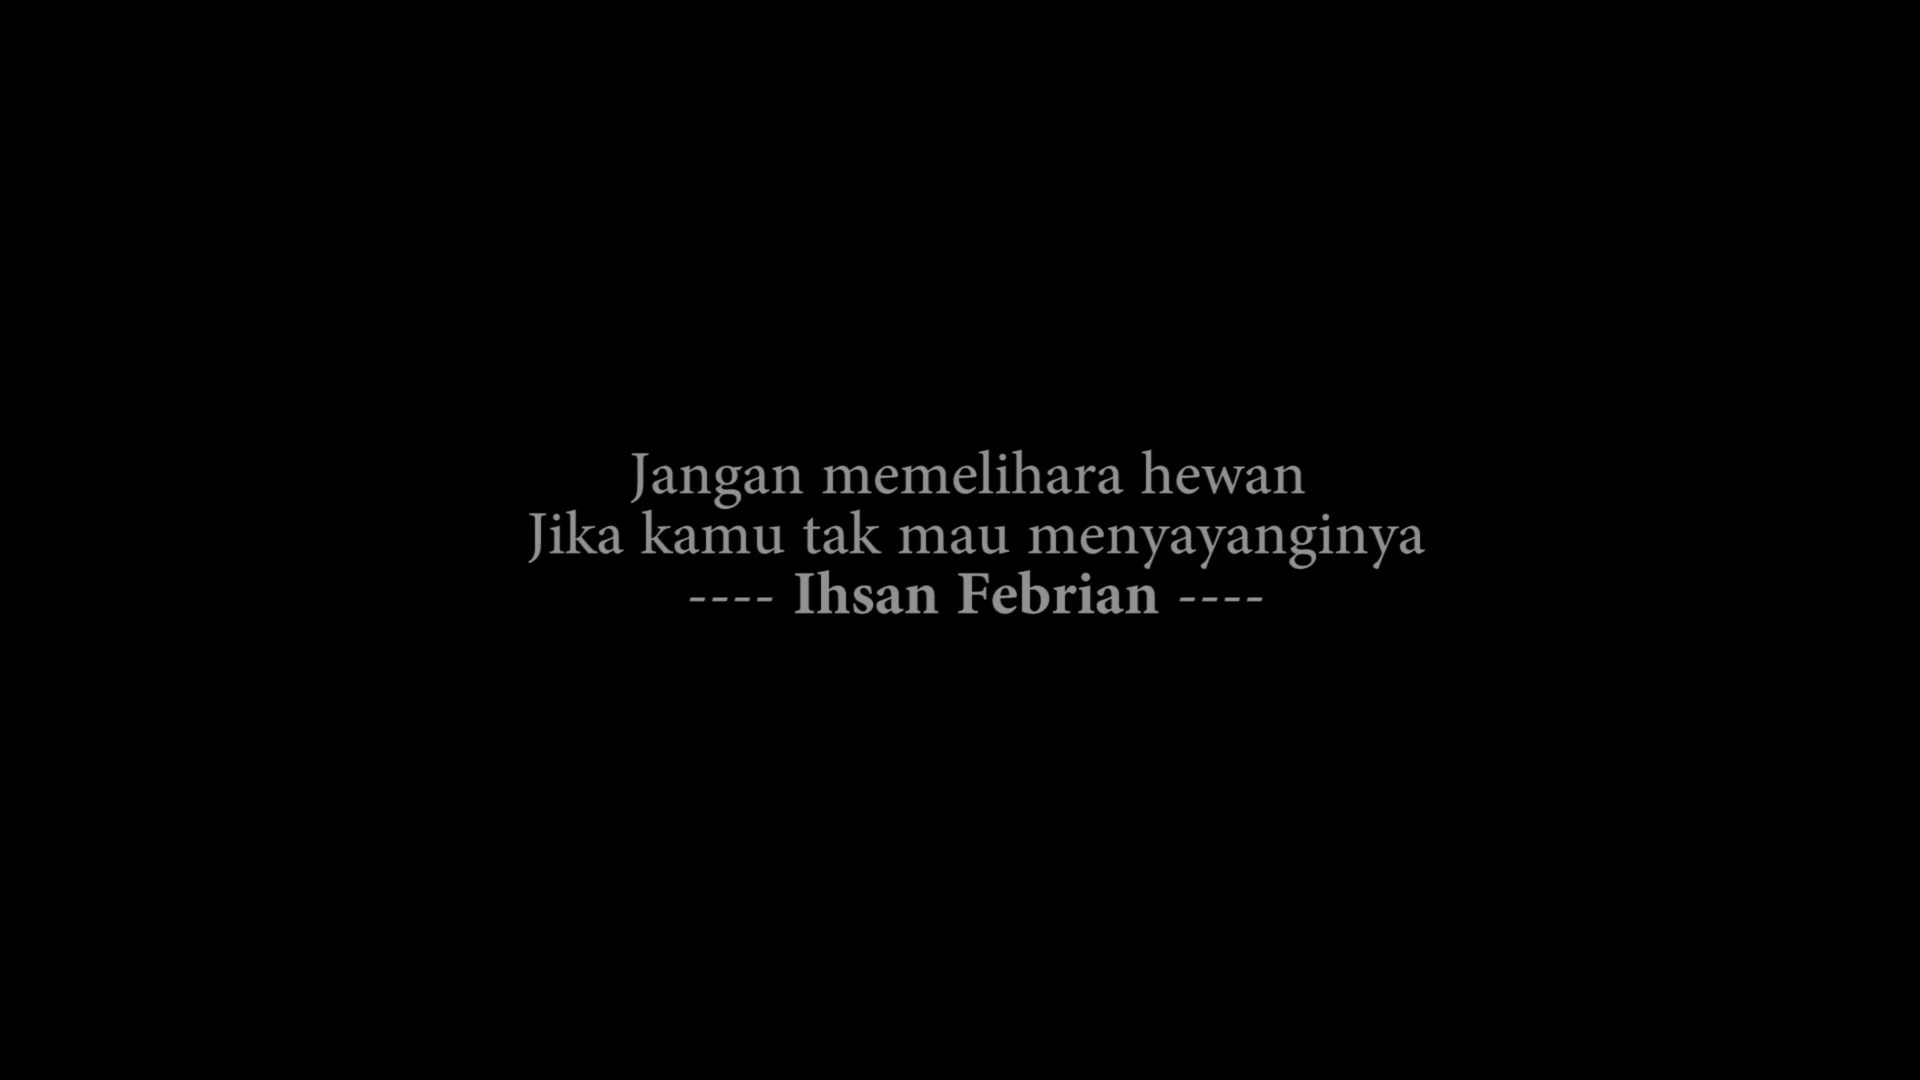 Jangan memelihara hewan
Jika kamu tak mau menyayanginya
---- Ihsan Febrian ----